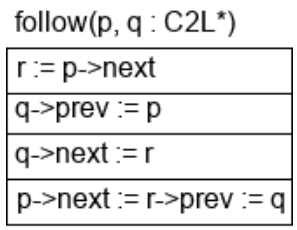 follow(p, q : C2L*)
r := p->next
q->prev := p
q->next := r
p->next := r->prev := q